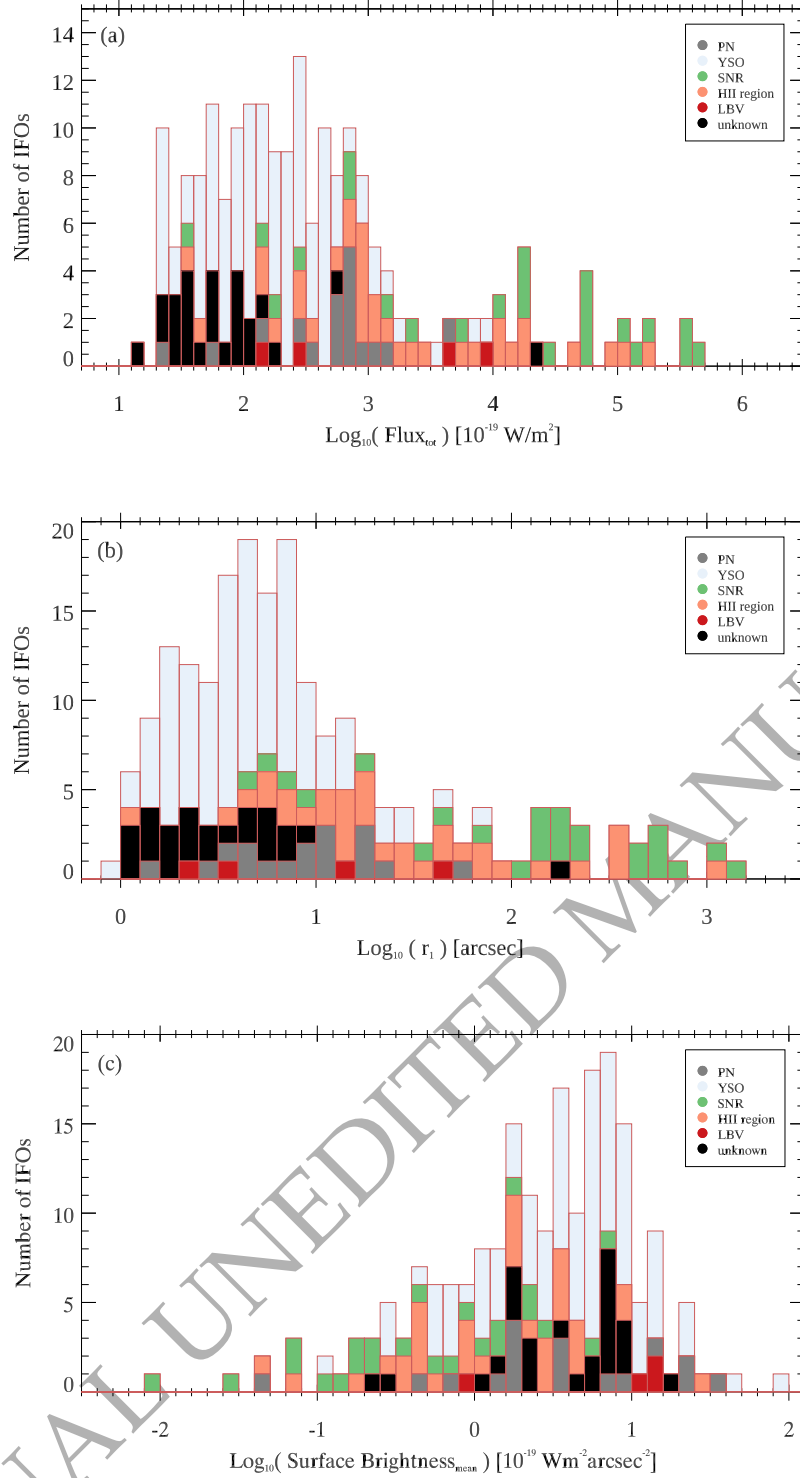 (a)
PN
YSO
SNR
HII region
LBV
unknown
14
12
10
8
6
4
2
0
Number of IFOs
1 2 3 4 5 6
Log₁₀( Fluxₜₒₜ ) [10⁻¹⁹ W/m²]
(b)
PN
YSO
SNR
HII region
LBV
unknown
20
15
10
5
0
Number of IFOs
0 1 2 3
Log₁₀ ( r₁ ) [arcsec]
(c)
PN
YSO
SNR
HII region
LBV
unknown
20
15
10
5
0
Number of IFOs
-2 -1 0 1 2
Log₁₀( Surface Brightnessₘₑₐₙ ) [10⁻¹⁹ Wm⁻²arcsec⁻²]
UNEDITED